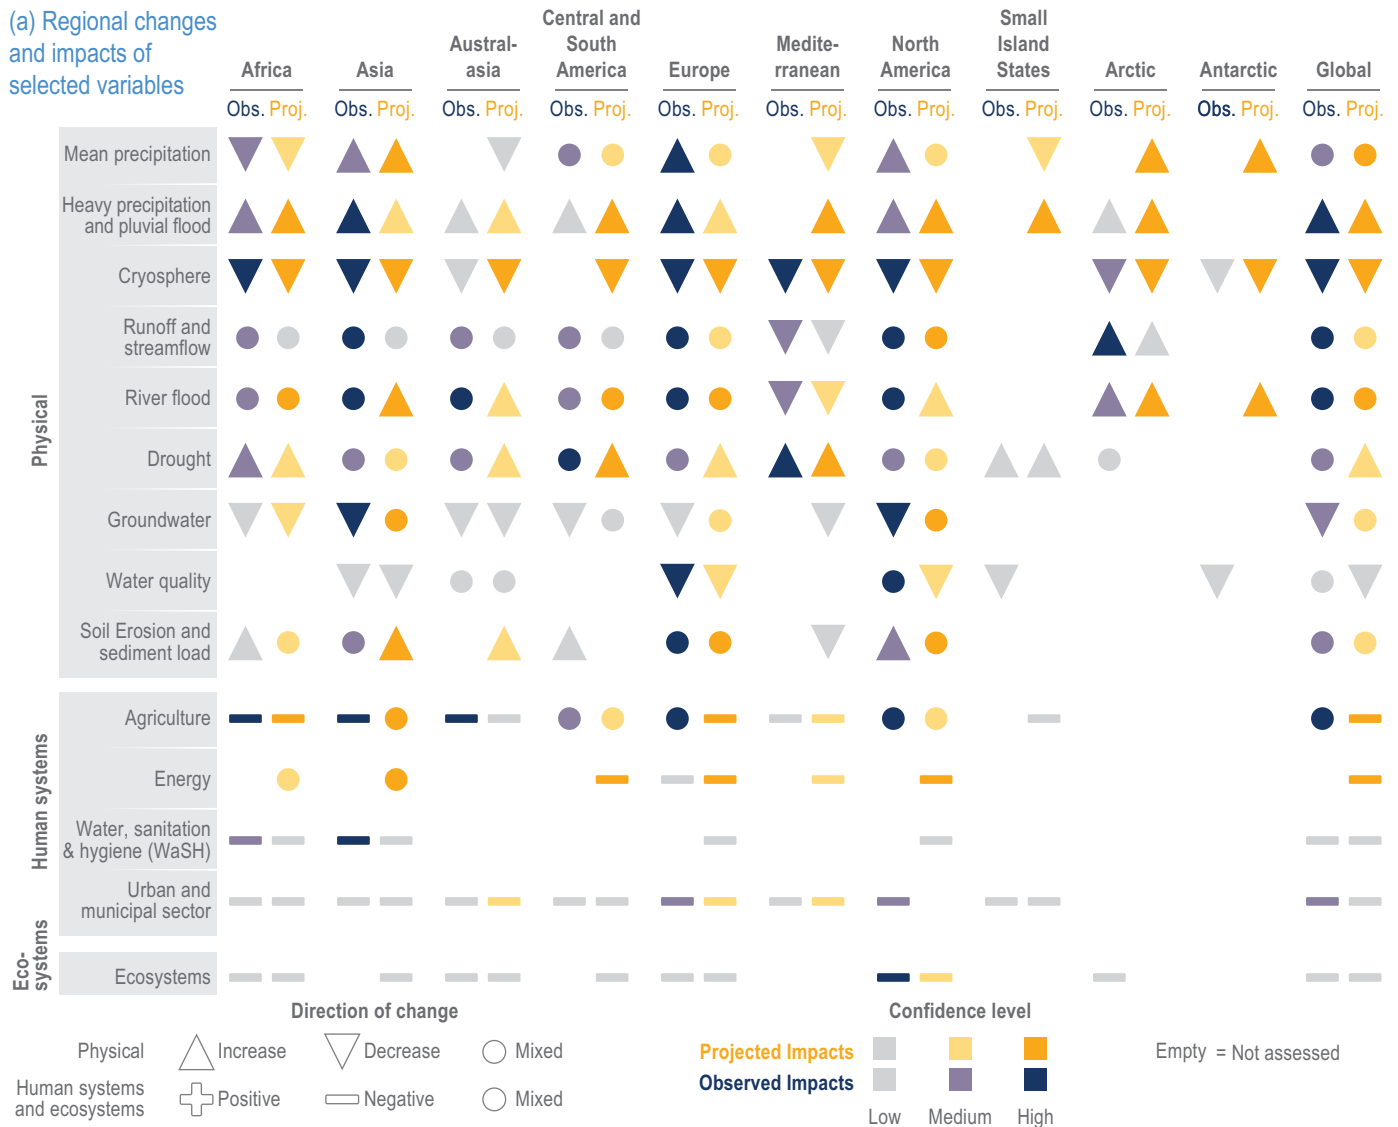 (a) Regional changes
and impacts of
selected variables
Africa
Asia
Austral-
asia
Central and
South
America
Europe
Medite-
rranean
North
America
Small
Island
States
Arctic
Antarctic
Global
Obs. Proj. Obs. Proj. Obs. Proj. Obs. Proj. Obs. Proj. Obs. Proj. Obs. Proj. Obs. Proj. Obs. Proj. Obs. Proj. Obs. Proj.
Physical
Mean precipitation
Heavy precipitation
and pluvial flood
Cryosphere
Runoff and
streamflow
River flood
Drought
Groundwater
Water quality
Soil Erosion and
sediment load
Human systems
Agriculture
Energy
Water, sanitation
& hygiene (WaSH)
Urban and
municipal sector
Eco-
systems
Ecosystems
Direction of change
Physical Increase Decrease Mixed
Human systems
and ecosystems
Positive Negative Mixed
Confidence level
Projected Impacts
Observed Impacts
Low Medium High
Empty = Not assessed